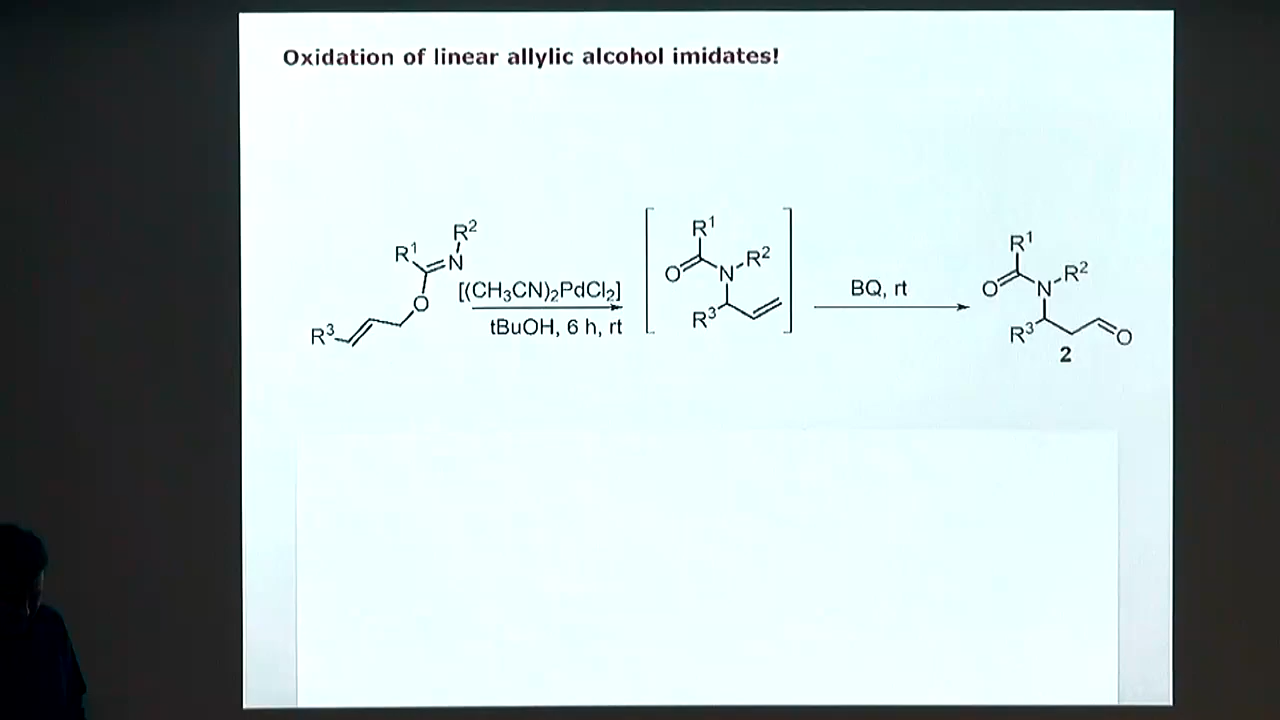 Oxidation of linear allylic alcohol imidates!
R¹
R²
N
O
R³
[(CH₃CN)₂PdCl₂]
tBuOH, 6 h, rt
R¹
O
N
R²
R³
BQ, rt
R¹
O
N
R²
R³
O
2